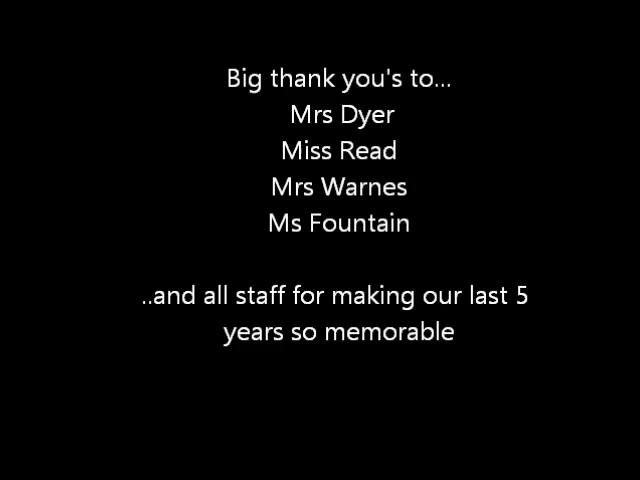 Big thank you's to...
Mrs Dyer
Miss Read
Mrs Warnes
Ms Fountain
..and all staff for making our last 5
years so memorable